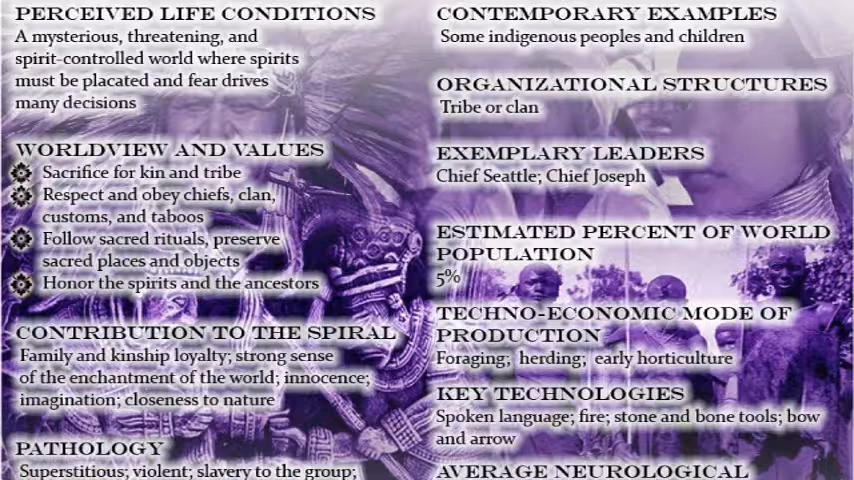 PERCEIVED LIFE CONDITIONS
A mysterious, threatening, and
spirit-controlled world where spirits
must be placated and fear drives
many decisions
WORLDVIEW AND VALUES
Sacrifice for kin and tribe
Respect and obey chiefs, clan,
customs, and taboos
Follow sacred rituals, preserve
sacred places and objects
Honor the spirits and the ancestors
CONTRIBUTION TO THE SPIRAL
Family and kinship loyalty; strong sense
of the enchantment of the world; innocence;
imagination; closeness to nature
PATHOLOGY
Superstitious; violent; slavery to the group;
CONTEMPORARY EXAMPLES
Some indigenous peoples and children
ORGANIZATIONAL STRUCTURES
Tribe or clan
EXEMPLARY LEADERS
Chief Seattle; Chief Joseph
ESTIMATED PERCENT OF WORLD
POPULATION
5%
TECHNO-ECONOMIC MODE OF
PRODUCTION
Foraging; herding; early horticulture
KEY TECHNOLOGIES
Spoken language; fire; stone and bone tools; bow
and arrow
AVERAGE NEUROLOGICAL